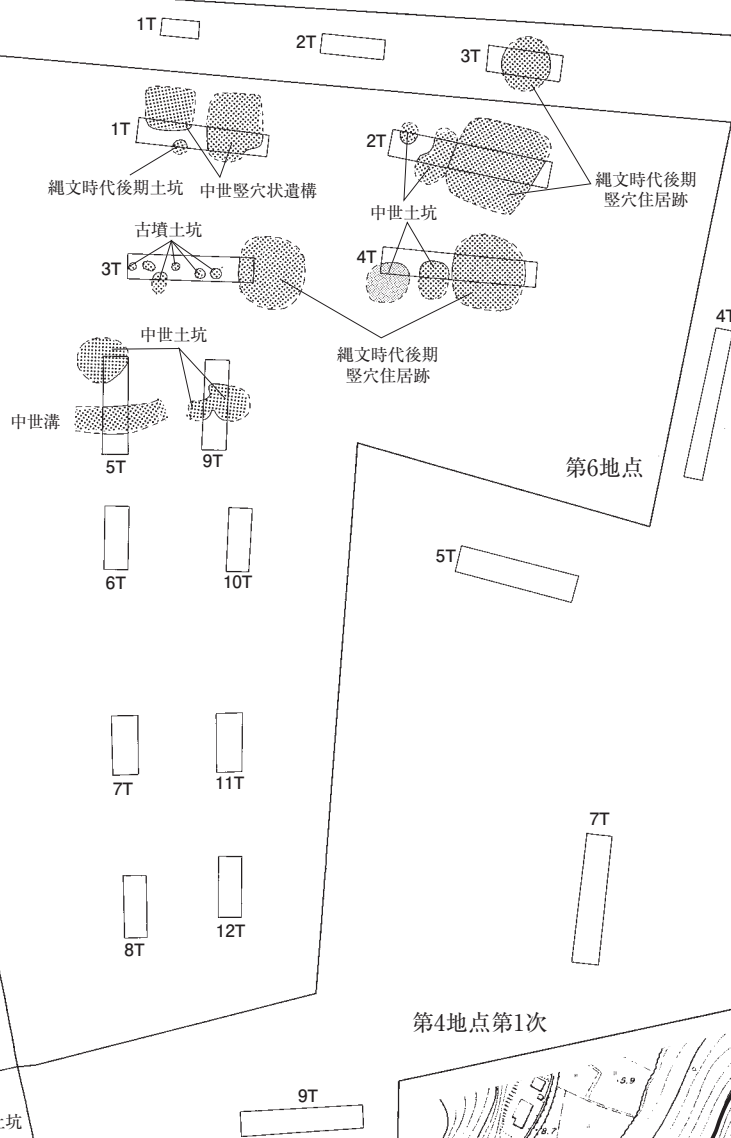 1T
2T
3T
1T
2T
縄文時代後期土坑
中世竪穴状遺構
縄文時代後期
竪穴住居跡
中世土坑
古墳土坑
3T
4T
4T
中世土坑
縄文時代後期
竪穴住居跡
中世溝
5T
9T
第6地点
5T
6T
10T
7T
11T
7T
8T
12T
第4地点第1次
9T
5.9
8.7
土坑